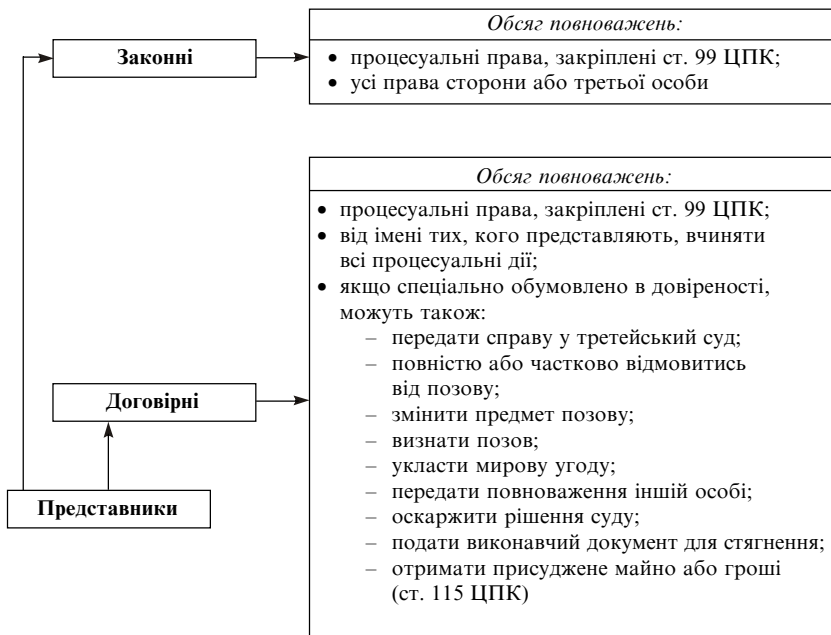 Обсяг повноважень:
Законні
• процесуальні права, закріплені ст. 99 ЦПК;
• усі права сторони або третьої особи
Обсяг повноважень:
• процесуальні права, закріплені ст. 99 ЦПК;
• від імені тих, кого представляють, вчиняти
всі процесуальні дії;
• якщо спеціально обумовлено в довіреності,
можуть також:
– передати справу у третейський суд;
– повністю або частково відмовитись
від позову;
Договірні
– змінити предмет позову;
– визнати позов;
– укласти мирову угоду;
– передати повноваження іншій особі;
Представники
– оскаржити рішення суду;
– подати виконавчий документ для стягнення;
– отримати присуджене майно або гроші
(ст. 115 ЦПК)